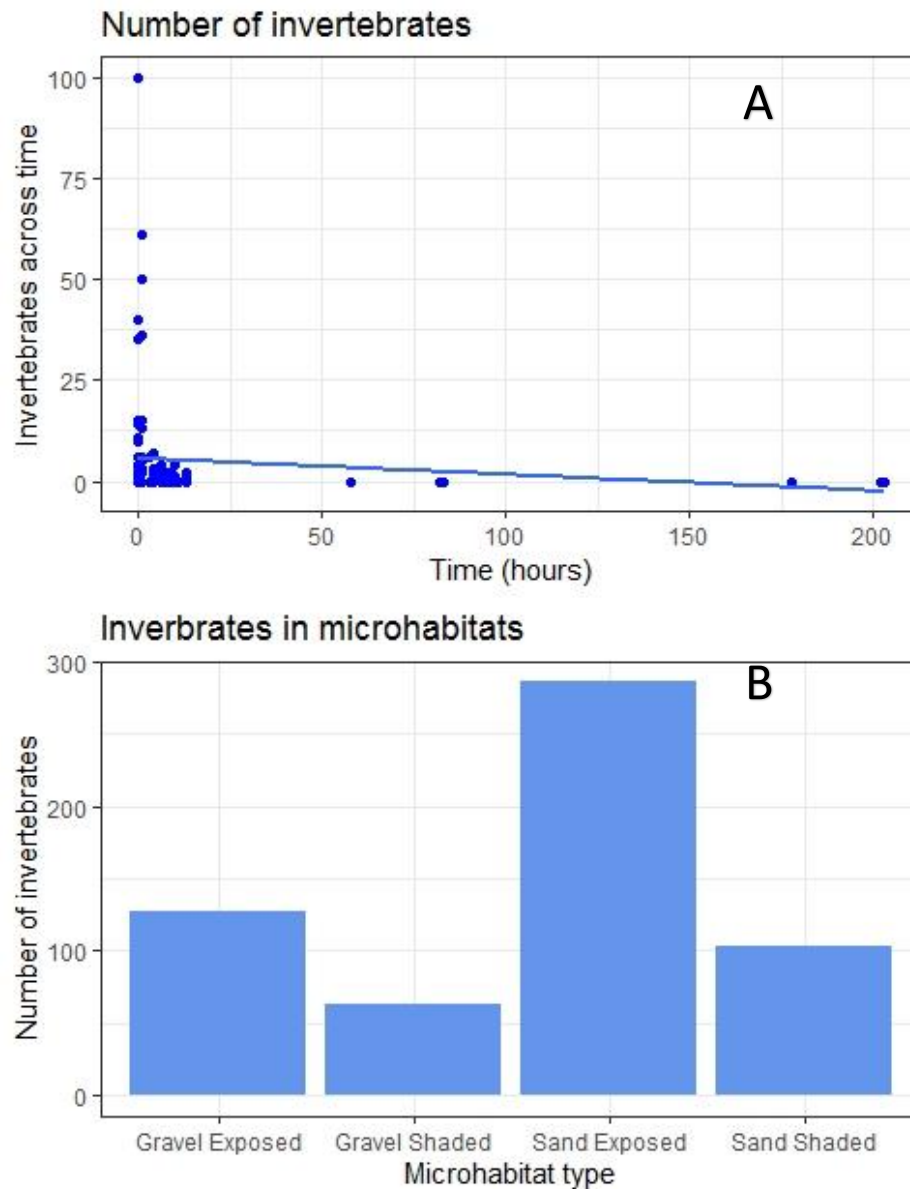 Number of invertebrates
A
Invertebrates across time
100
75
50
25
0
0 50 100 150 200
Time (hours)
Inverbrates in microhabitats
B
Number of invertebrates
300
200
100
0
Gravel Exposed Gravel Shaded Sand Exposed Sand Shaded
Microhabitat type